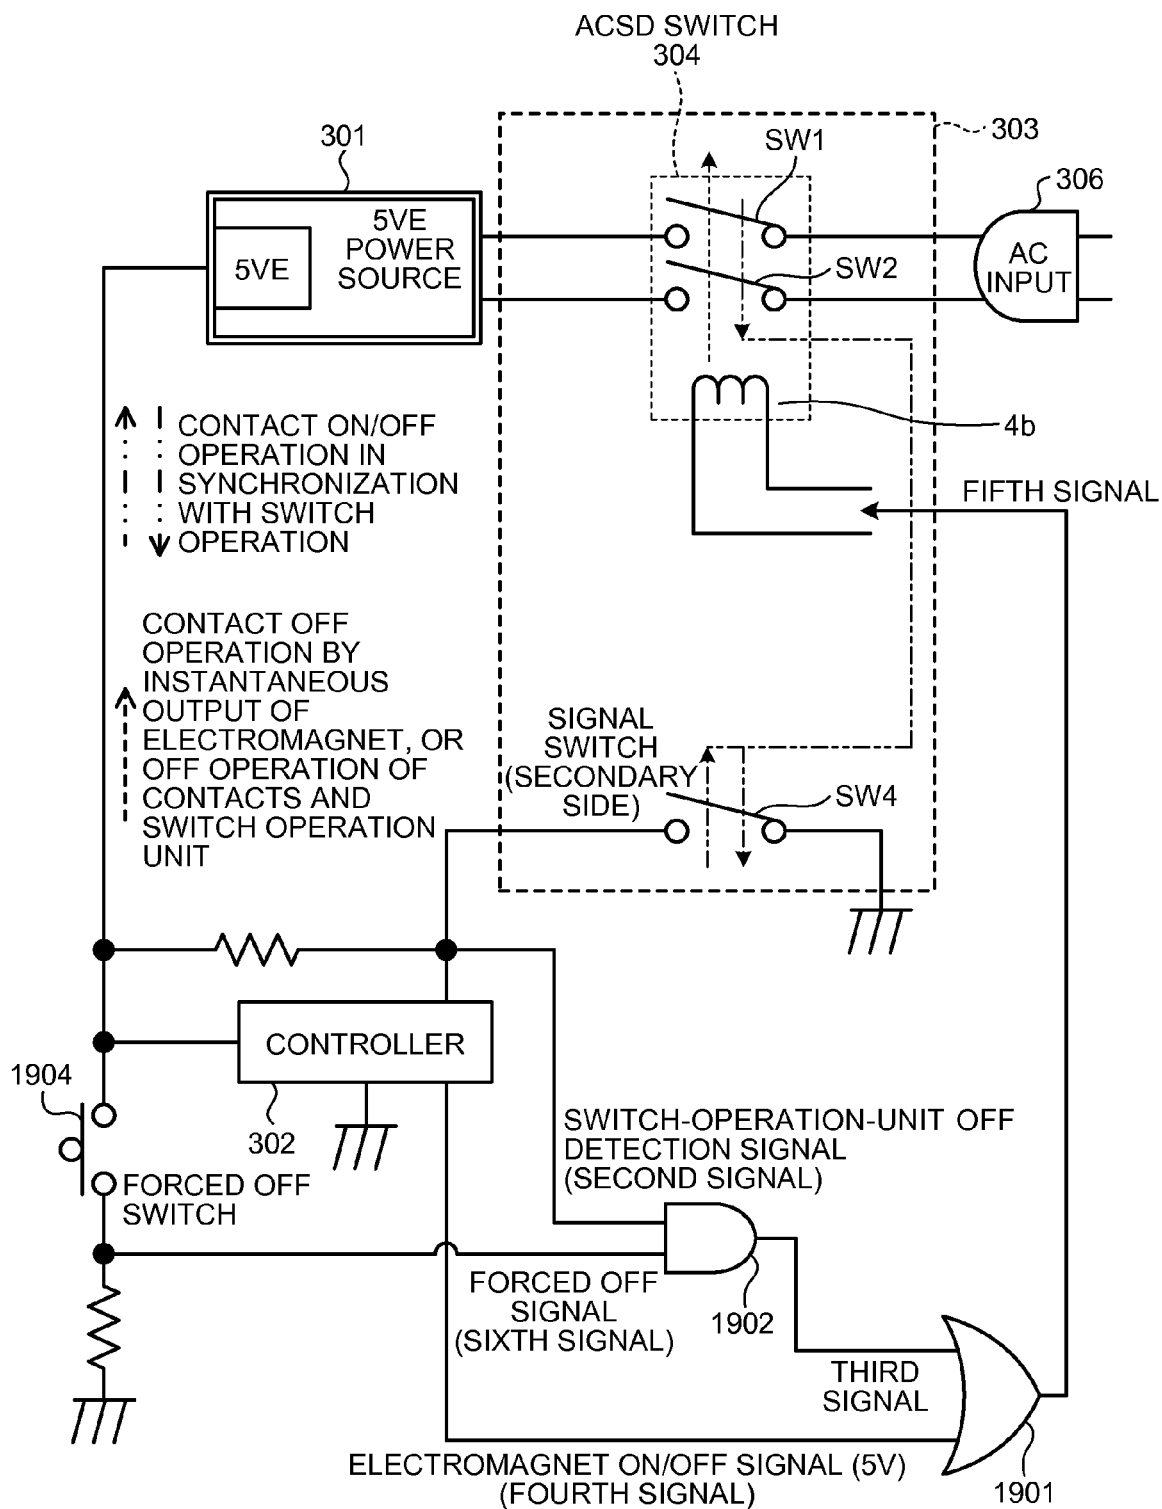 ACSD SWITCH
304
303
301
SW1
306
5VE
5VE
POWER
SOURCE
SW2
AC
INPUT
4b
CONTACT ON/OFF
OPERATION IN
SYNCHRONIZATION
WITH SWITCH
OPERATION
FIFTH SIGNAL
CONTACT OFF
OPERATION BY
INSTANTANEOUS
OUTPUT OF
ELECTROMAGNET, OR
OFF OPERATION OF
CONTACTS AND
SWITCH OPERATION
UNIT
SIGNAL
SWITCH
(SECONDARY
SIDE)
SW4
CONTROLLER
1904
302
FORCED OFF
SWITCH
SWITCH-OPERATION-UNIT OFF
DETECTION SIGNAL
(SECOND SIGNAL)
FORCED OFF
SIGNAL
(SIXTH SIGNAL)
1902
THIRD
SIGNAL
ELECTROMAGNET ON/OFF SIGNAL (5V)
(FOURTH SIGNAL)
1901